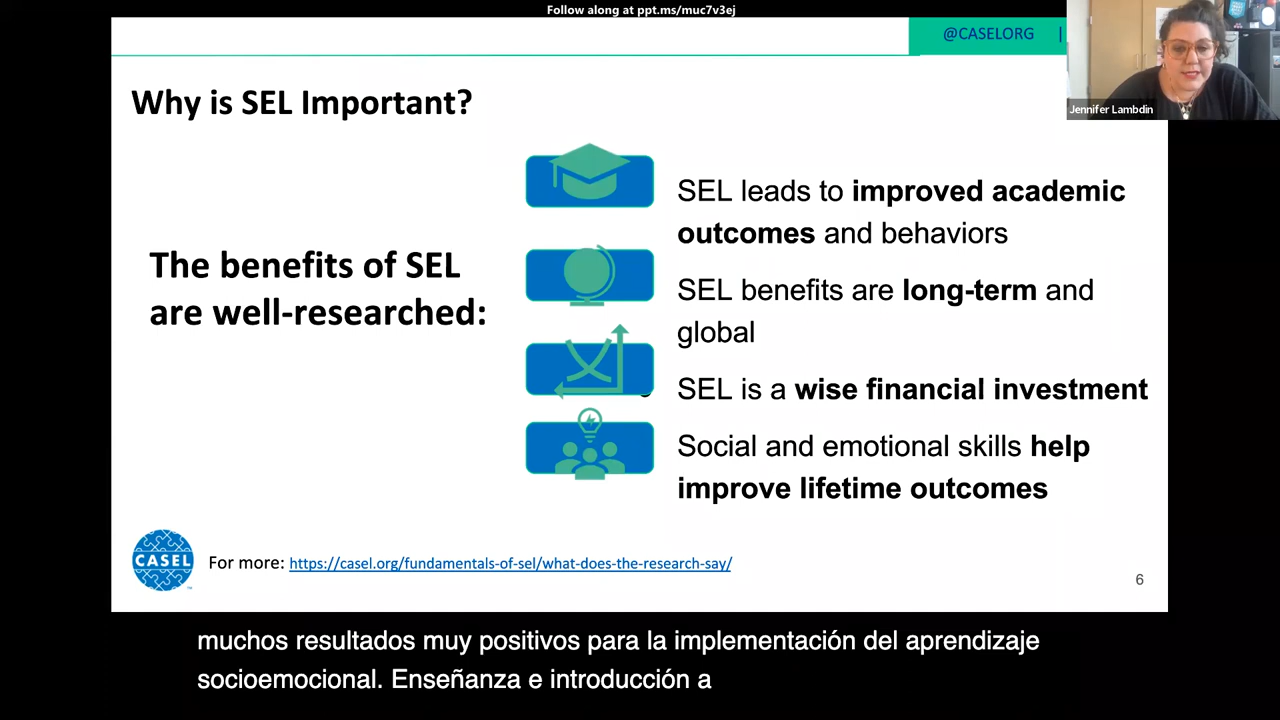 Follow along at ppt.ms/muc7v3ej
@CASELORG |
Jennifer Lambdin
Why is SEL Important?
The benefits of SEL
are well-researched:
SEL leads to improved academic
outcomes and behaviors
SEL benefits are long-term and
global
SEL is a wise financial investment
Social and emotional skills help
improve lifetime outcomes
CASEL
For more: https://casel.org/fundamentals-of-sel/what-does-the-research-say/
6
muchos resultados muy positivos para la implementación del aprendizaje
socioemocional. Enseñanza e introducción a